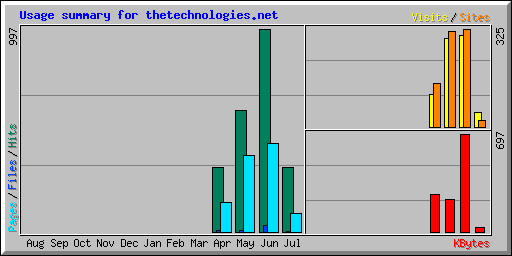 Usage summary for thetechnologies.net
Visits/Sites
997
325
697
Pages/Files/Hits
Aug Sep Oct Nov Dec Jan Feb Mar Apr May Jun Jul
KBytes